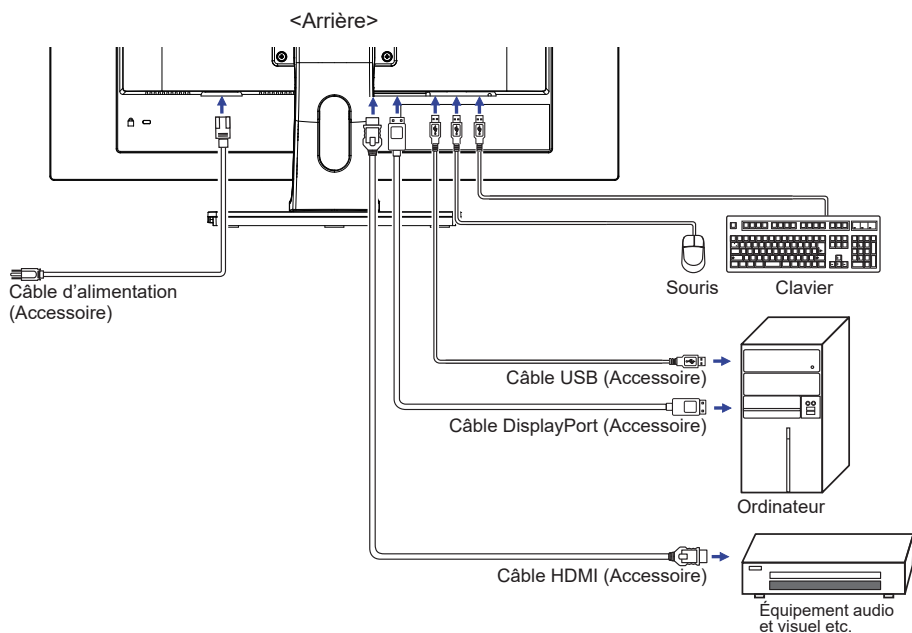 <Arrière>
Câble d'alimentation
(Accessoire)
Souris
Clavier
Câble USB (Accessoire)
Câble DisplayPort (Accessoire)
Ordinateur
Câble HDMI (Accessoire)
Équipement audio
et visuel etc.